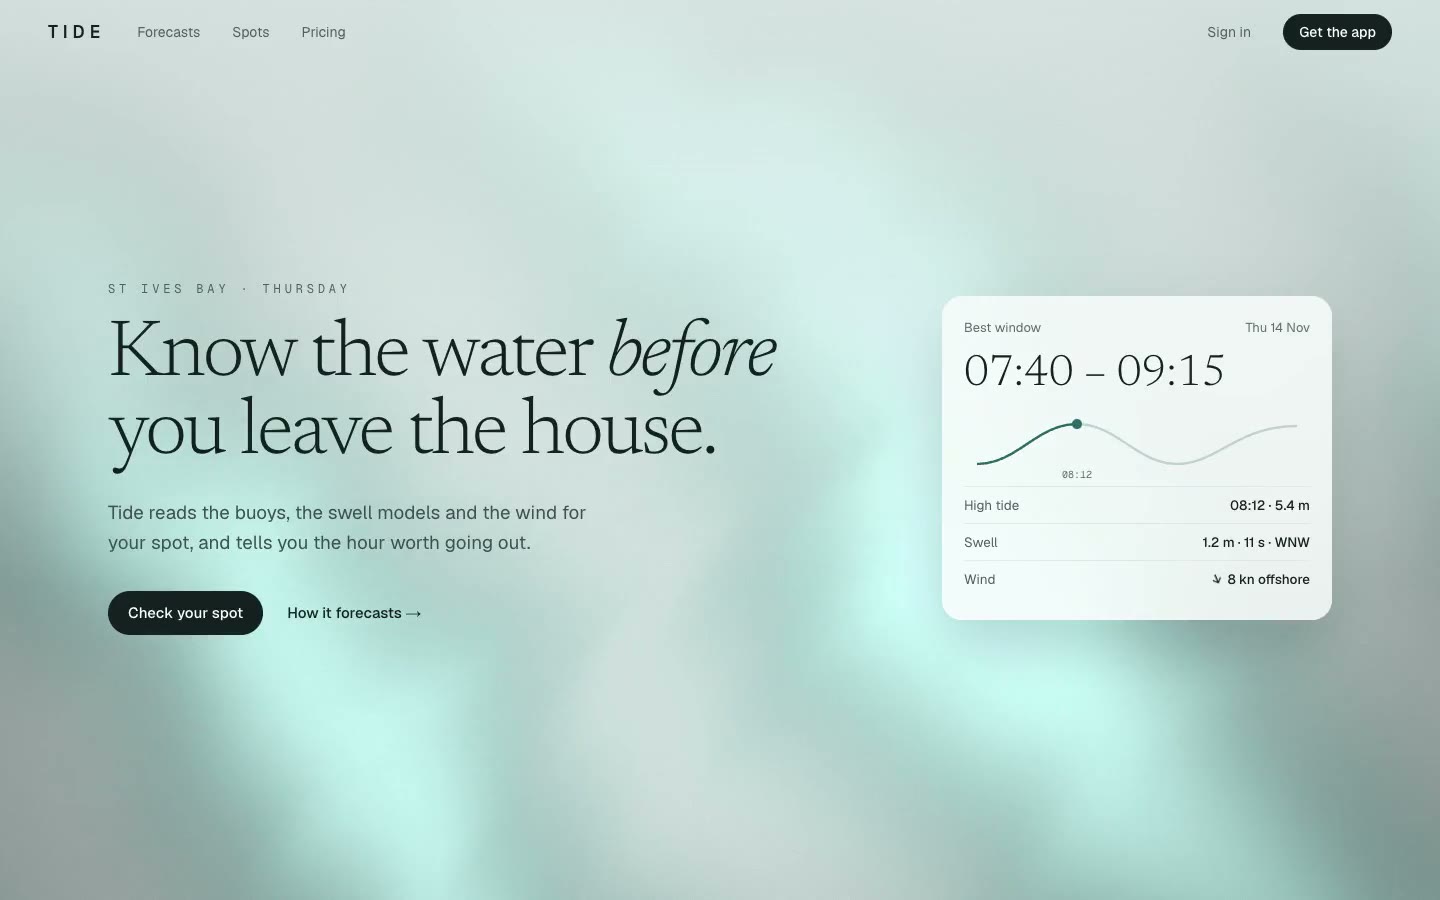 TIDE
Forecasts
Spots
Pricing
Sign in
Get the app
ST IVES BAY · THURSDAY
Know the water before
you leave the house.
Tide reads the buoys, the swell models and the wind for
your spot, and tells you the hour worth going out.
Check your spot
How it forecasts →
Best window
Thu 14 Nov
07:40 – 09:15
08:12
High tide
08:12 · 5.4 m
Swell
1.2 m · 11 s · WNW
Wind
8 kn offshore